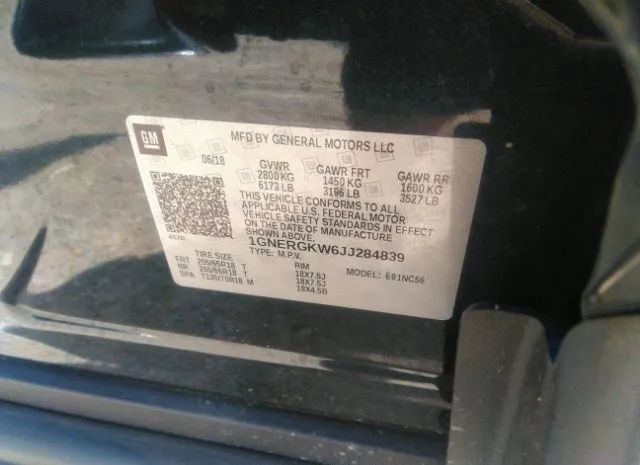 GM
MFD BY GENERAL MOTORS LLC
06/18 GVWR GAWR FRT GAWR RR
2800 KG 1450 KG 1600 KG
6173 LB 3196 LB 3527 LB
THIS VEHICLE CONFORMS TO ALL
APPLICABLE U.S. FEDERAL MOTOR
VEHICLE SAFETY STANDARDS IN EFFECT
ON THE DATE OF MANUFACTURE
SHOWN ABOVE.
1GNERGKW6JJ284839
TYPE: M.P.V. MODEL: 691NC56
TIRE SIZE RIM
FRT 255/65R18 T 18X7.5J
RR 255/65R18 T 18X7.5J
SPA T135/70R18 M 18X4.5B